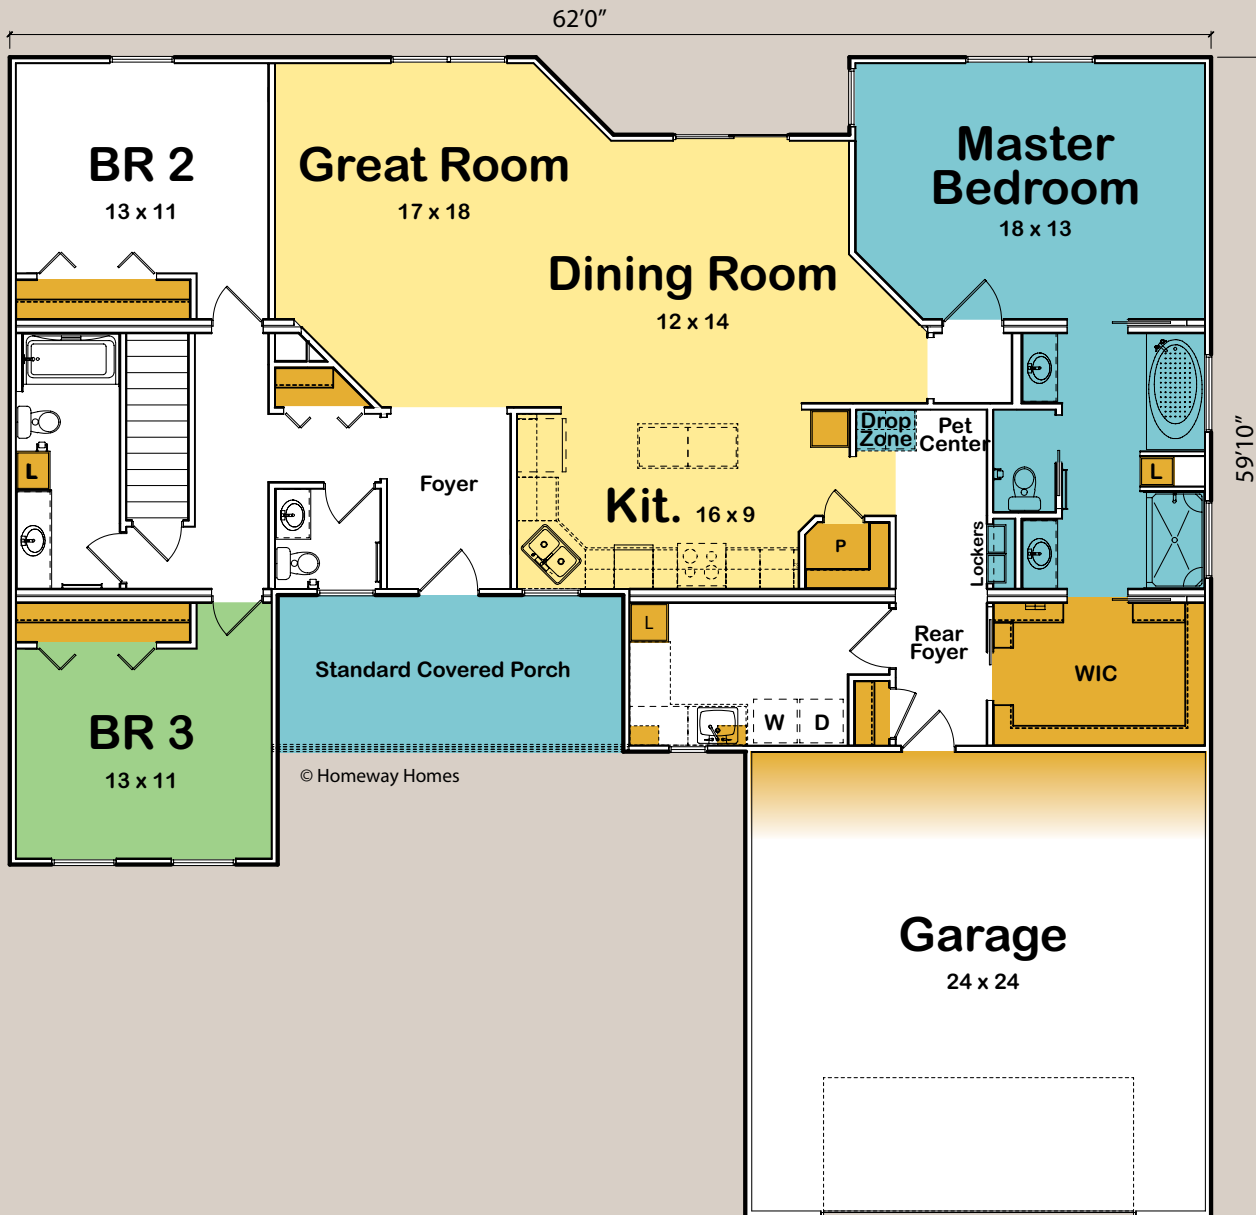 62'0"
BR 2
13 x 11
Great Room
17 x 18
Master
Bedroom
18 x 13
Dining Room
12 x 14
Drop
Zone
Pet
Center
59'10"
L
L
Foyer
Kit. 16 x 9
P
Lockers
L
Rear
Foyer
Standard Covered Porch
WIC
W
D
BR 3
13 x 11
© Homeway Homes
Garage
24 x 24